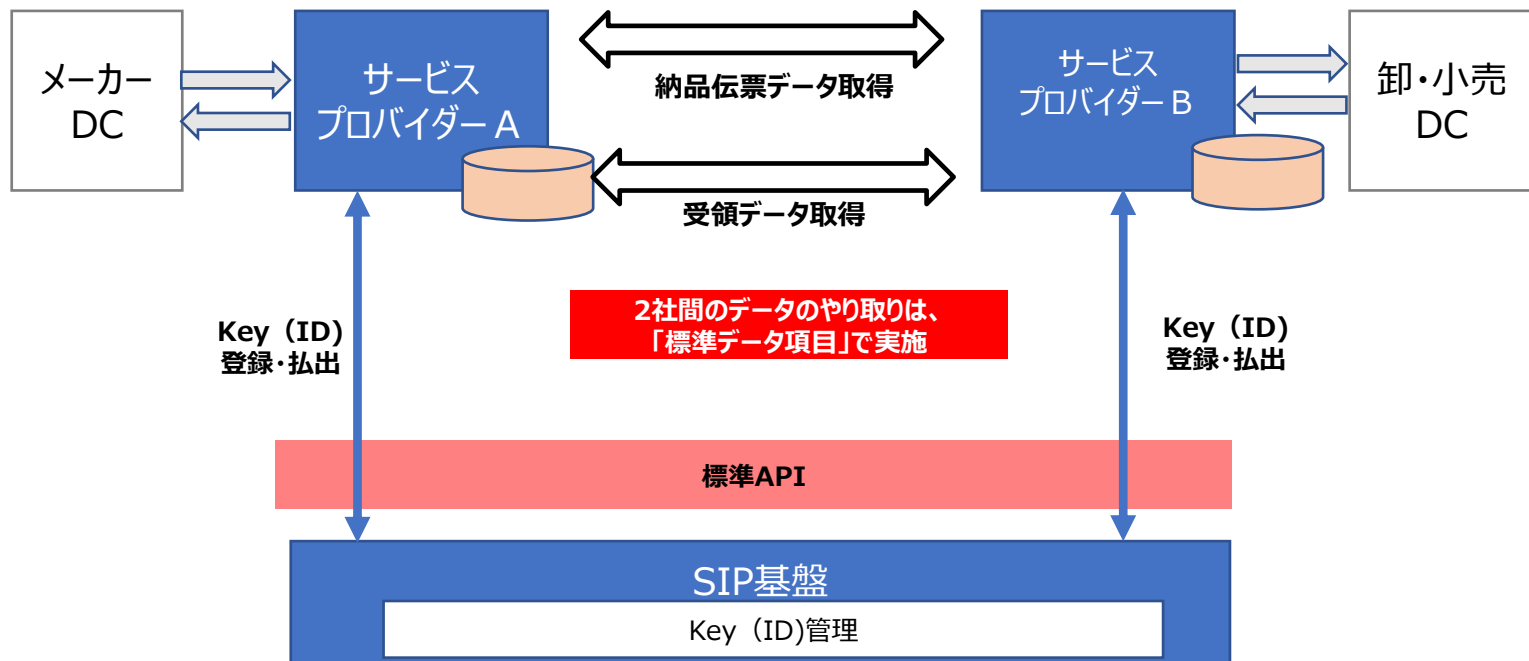 メーカー
DC
サービス
プロバイダーA
納品伝票データ取得
サービス
プロバイダーB
卸・小売
DC
受領データ取得
Key（ID)
登録・払出
2社間のデータのやり取りは、
「標準データ項目」で実施
Key（ID)
登録・払出
標準API
SIP基盤
Key（ID)管理